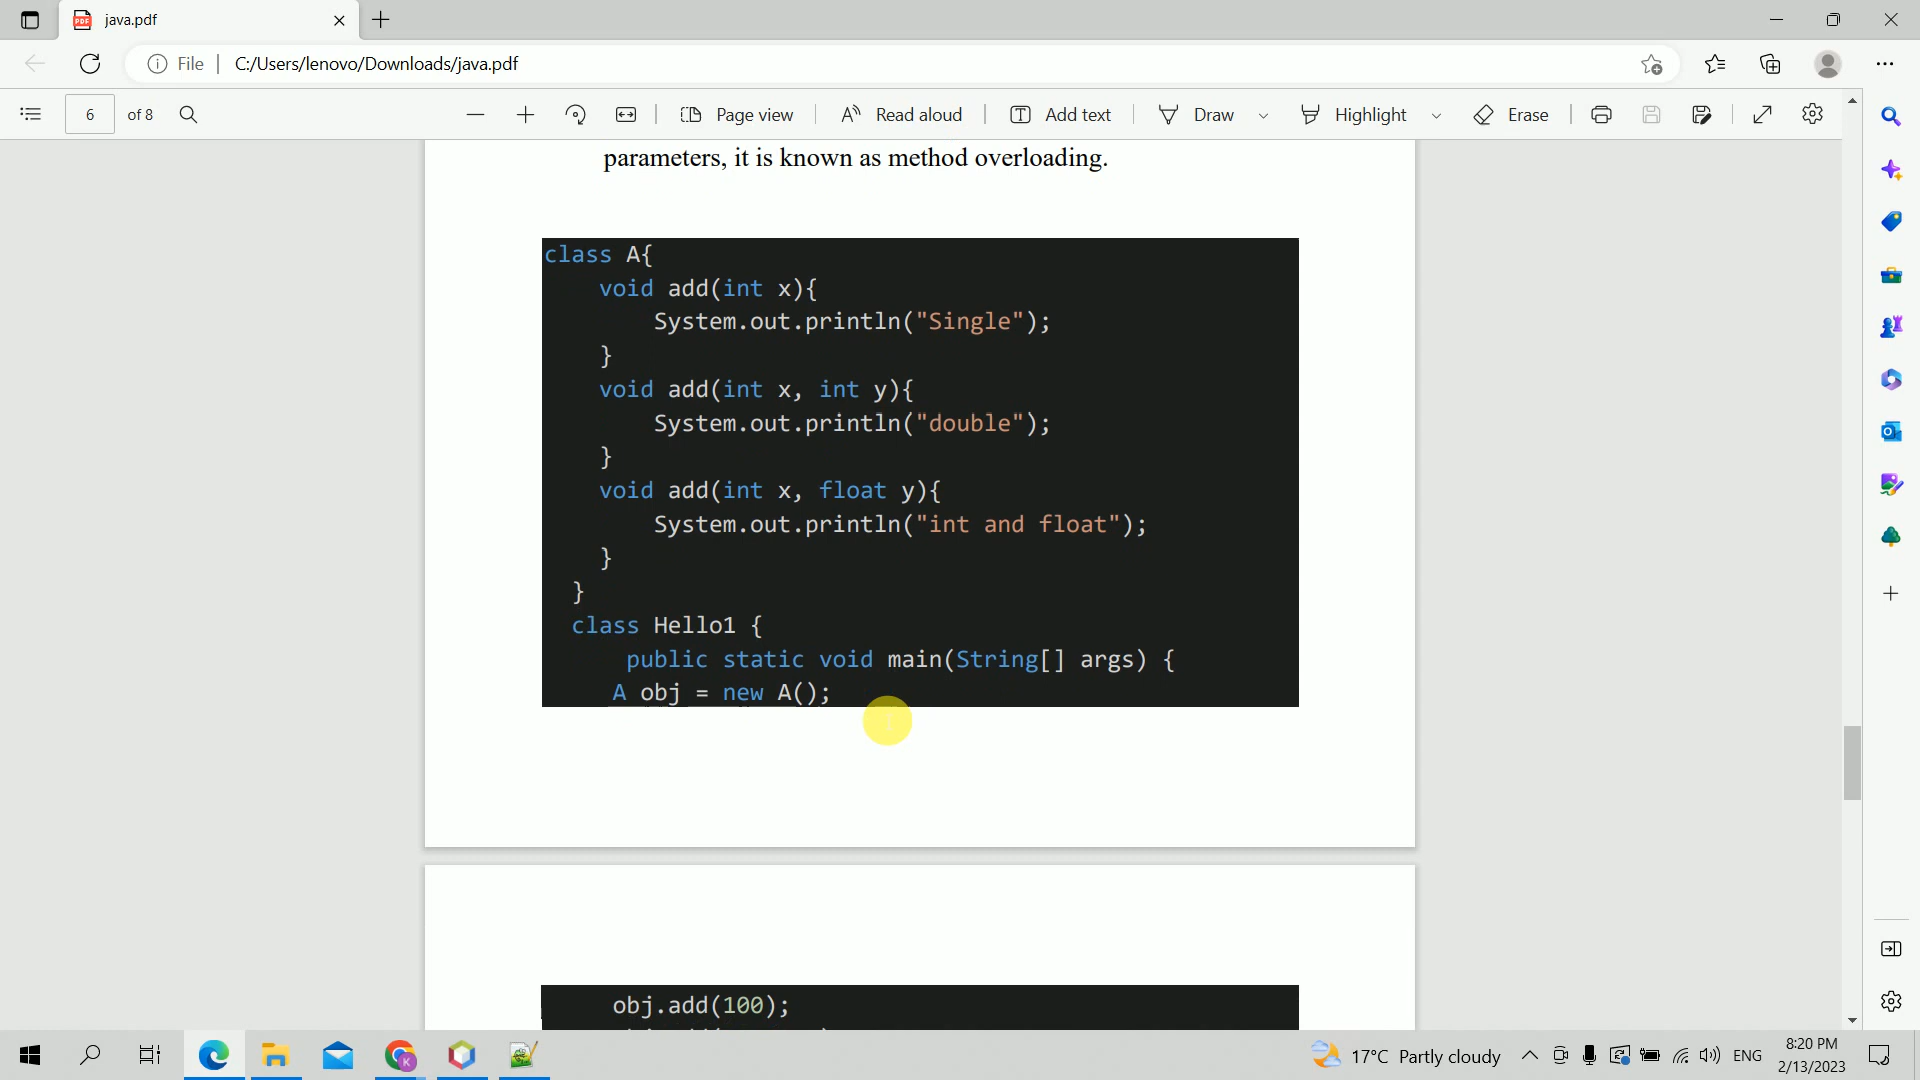 java.pdf
File
C:/Users/lenovo/Downloads/java.pdf
6 of 8
Page view
Read aloud
Add text
Draw
Highlight
Erase
parameters, it is known as method overloading.
class A{
void add(int x){
System.out.println("Single");
}
void add(int x, int y){
System.out.println("double");
}
void add(int x, float y){
System.out.println("int and float");
}
}
class Hello1 {
public static void main(String[] args) {
A obj = new A();
obj.add(100);
17°C Partly cloudy
ENG
8:20 PM
2/13/2023